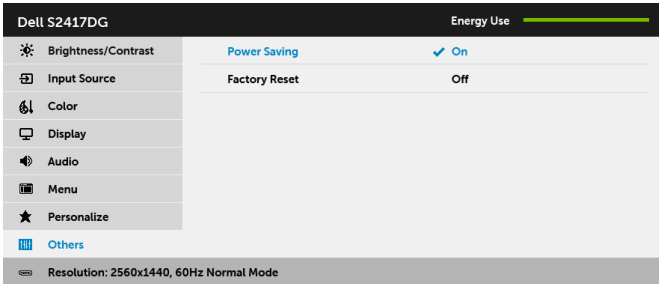 Dell S2417DG Energy Use
Brightness/Contrast Power Saving On
Input Source Factory Reset Off
Color
Display
Audio
Menu
Personalize
Others
Resolution: 2560x1440, 60Hz Normal Mode